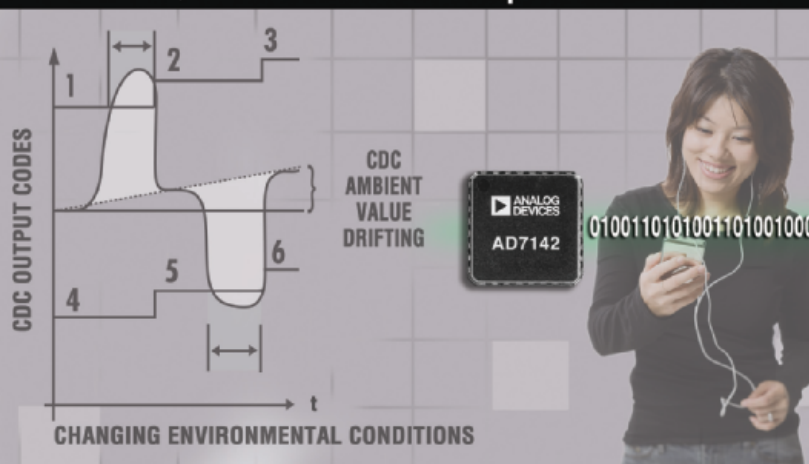 3
2
1
CDC OUTPUT CODES
CDC
AMBIENT
VALUE
DRIFTING
ANALOG
DEVICES
AD7142
6
5
4
t
CHANGING ENVIRONMENTAL CONDITIONS